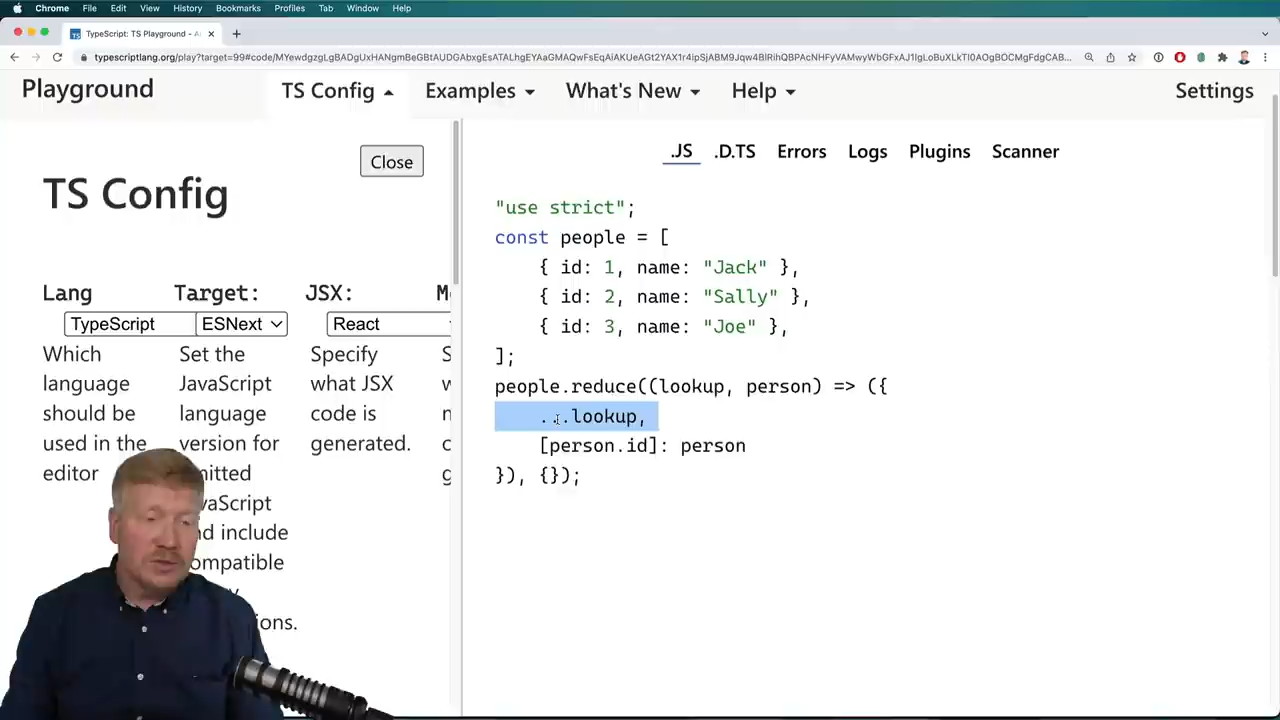 Chrome File Edit View History Bookmarks Profiles Tab Window Help
TypeScript: TS Playground - A
Playground
TS Config Examples What's New Help
Settings
Close
TS Config
Lang Target: JSX:
TypeScript ESNext React
Which language should be used in the editor
Set the JavaScript language version for
and include
Specify what JSX code is generated.
.JS .D.TS Errors Logs Plugins Scanner
"use strict";
const people = [
{ id: 1, name: "Jack" },
{ id: 2, name: "Sally" },
{ id: 3, name: "Joe" },
];
people.reduce((lookup, person) => ({
...lookup,
[person.id]: person
}), {});